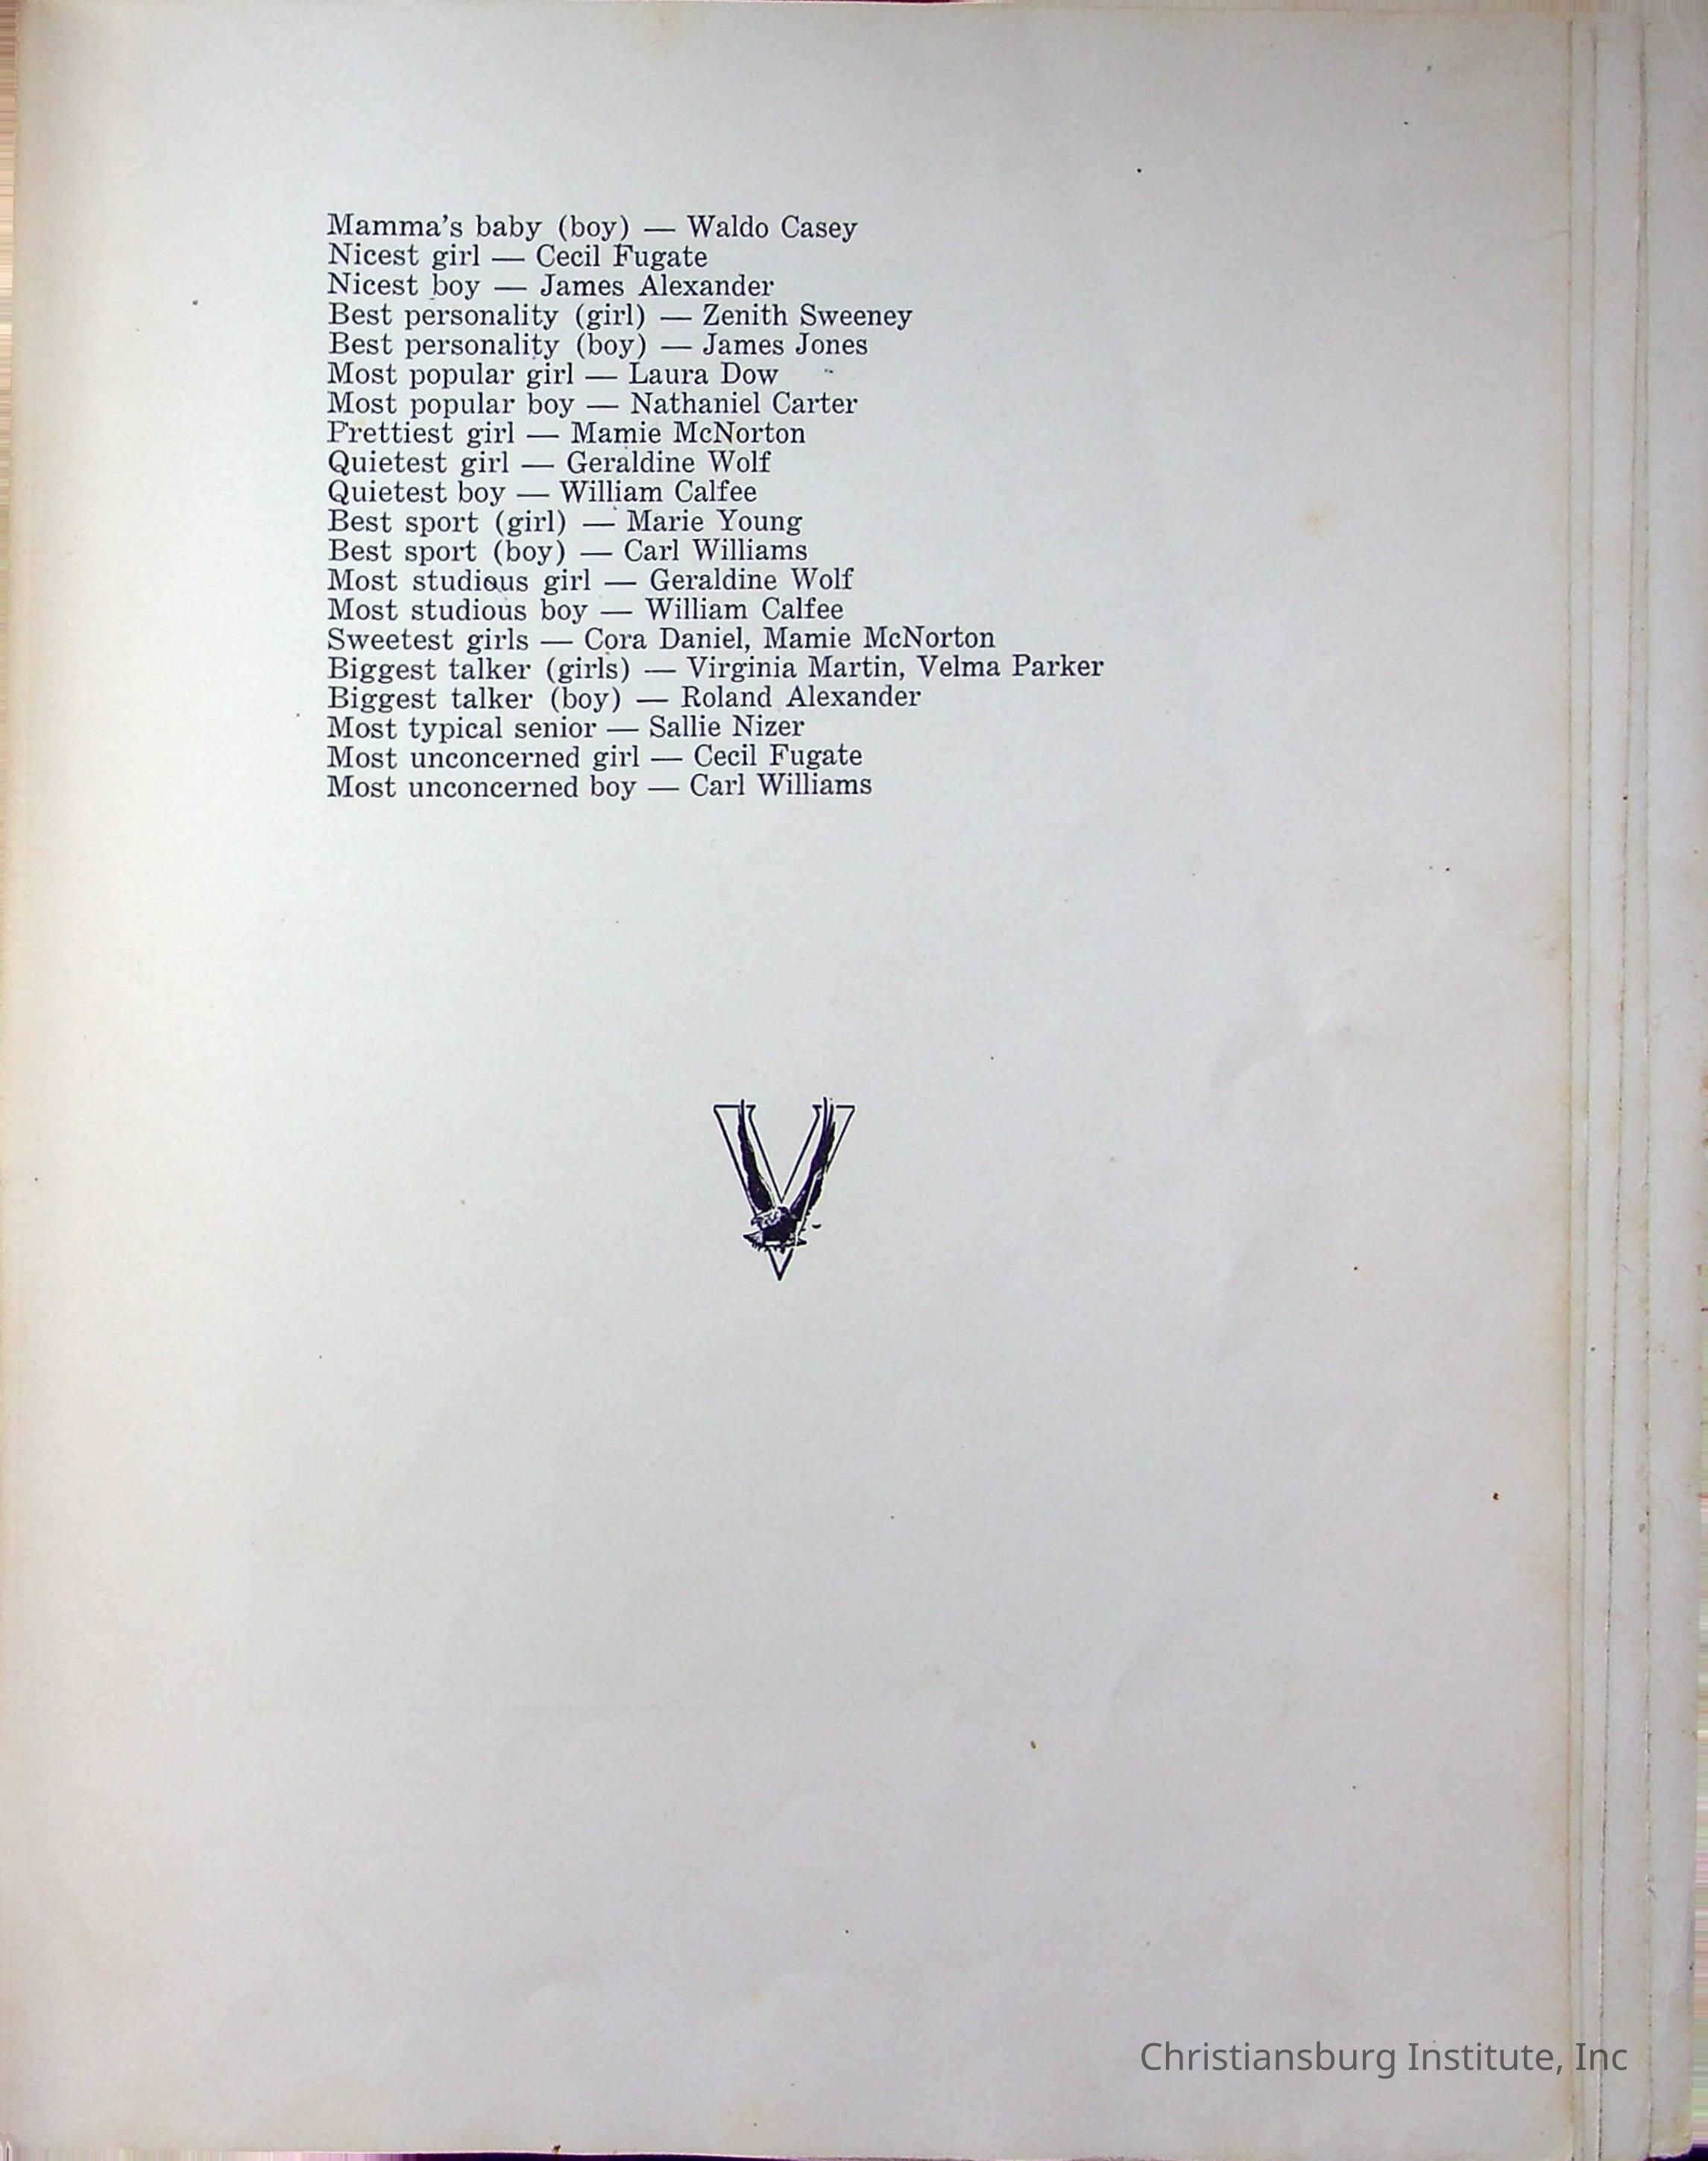 Mamma's baby (boy) — Waldo Casey
Nicest girl — Cecil Fugate
Nicest boy — James Alexander
Best personality (girl) — Zenith Sweeney
Best personality (boy) — James Jones
Most popular girl — Laura Dow
Most popular boy — Nathaniel Carter
Prettiest girl — Mamie McNorton
Quietest girl — Geraldine Wolf
Quietest boy — William Calfee
Best sport (girl) — Marie Young
Best sport (boy) — Carl Williams
Most studious girl — Geraldine Wolf
Most studious boy — William Calfee
Sweetest girls — Cora Daniel, Mamie McNorton
Biggest talker (girls) — Virginia Martin, Velma Parker
Biggest talker (boy) — Roland Alexander
Most typical senior — Sallie Nizer
Most unconcerned girl — Cecil Fugate
Most unconcerned boy — Carl Williams
V
Christiansburg Institute, Inc